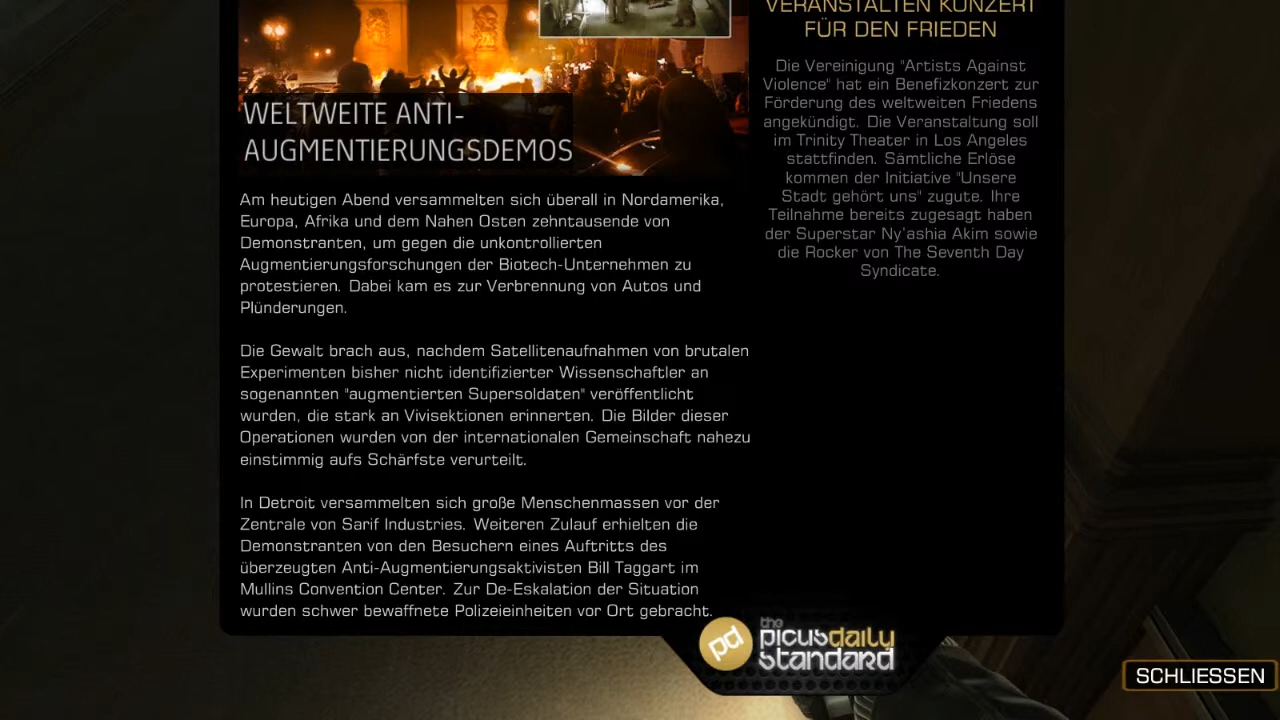 WELTWEITE ANTI-
AUGMENTIERUNGSDEMOS
Am heutigen Abend versammelten sich überall in Nordamerika,
Europa, Afrika und dem Nahen Osten zehntausende von
Demonstranten, um gegen die unkontrollierten
Augmentierungsforschungen der Biotech-Unternehmen zu
protestieren. Dabei kam es zur Verbrennung von Autos und
Plünderungen.
Die Gewalt brach aus, nachdem Satellitenaufnahmen von brutalen
Experimenten bisher nicht identifizierter Wissenschaftler an
sogenannten "augmentierten Supersoldaten" veröffentlicht
wurden, die stark an Vivisektionen erinnerten. Die Bilder dieser
Operationen wurden von der internationalen Gemeinschaft nahezu
einstimmig aufs Schärfste verurteilt.
In Detroit versammelten sich große Menschenmassen vor der
Zentrale von Sarif Industries. Weiteren Zulauf erhielten die
Demonstranten von den Besuchern eines Auftritts des
überzeugten Anti-Augmentierungsaktivisten Bill Taggart im
Mullins Convention Center. Zur De-Eskalation der Situation
wurden schwer bewaffnete Polizeieinheiten vor Ort gebracht.
VERANSTALTEN KONZERT
FÜR DEN FRIEDEN
Die Vereinigung "Artists Against
Violence" hat ein Benefizkonzert zur
Förderung des weltweiten Friedens
angekündigt. Die Veranstaltung soll
im Trinity Theater in Los Angeles
stattfinden. Sämtliche Erlöse
kommen der Initiative "Unsere
Stadt gehört uns" zugute. Ihre
Teilnahme bereits zugesagt haben
der Superstar Ny'ashia Akim sowie
die Rocker von The Seventh Day
Syndicate.
pd the
picusdaily
standard
SCHLIESSEN